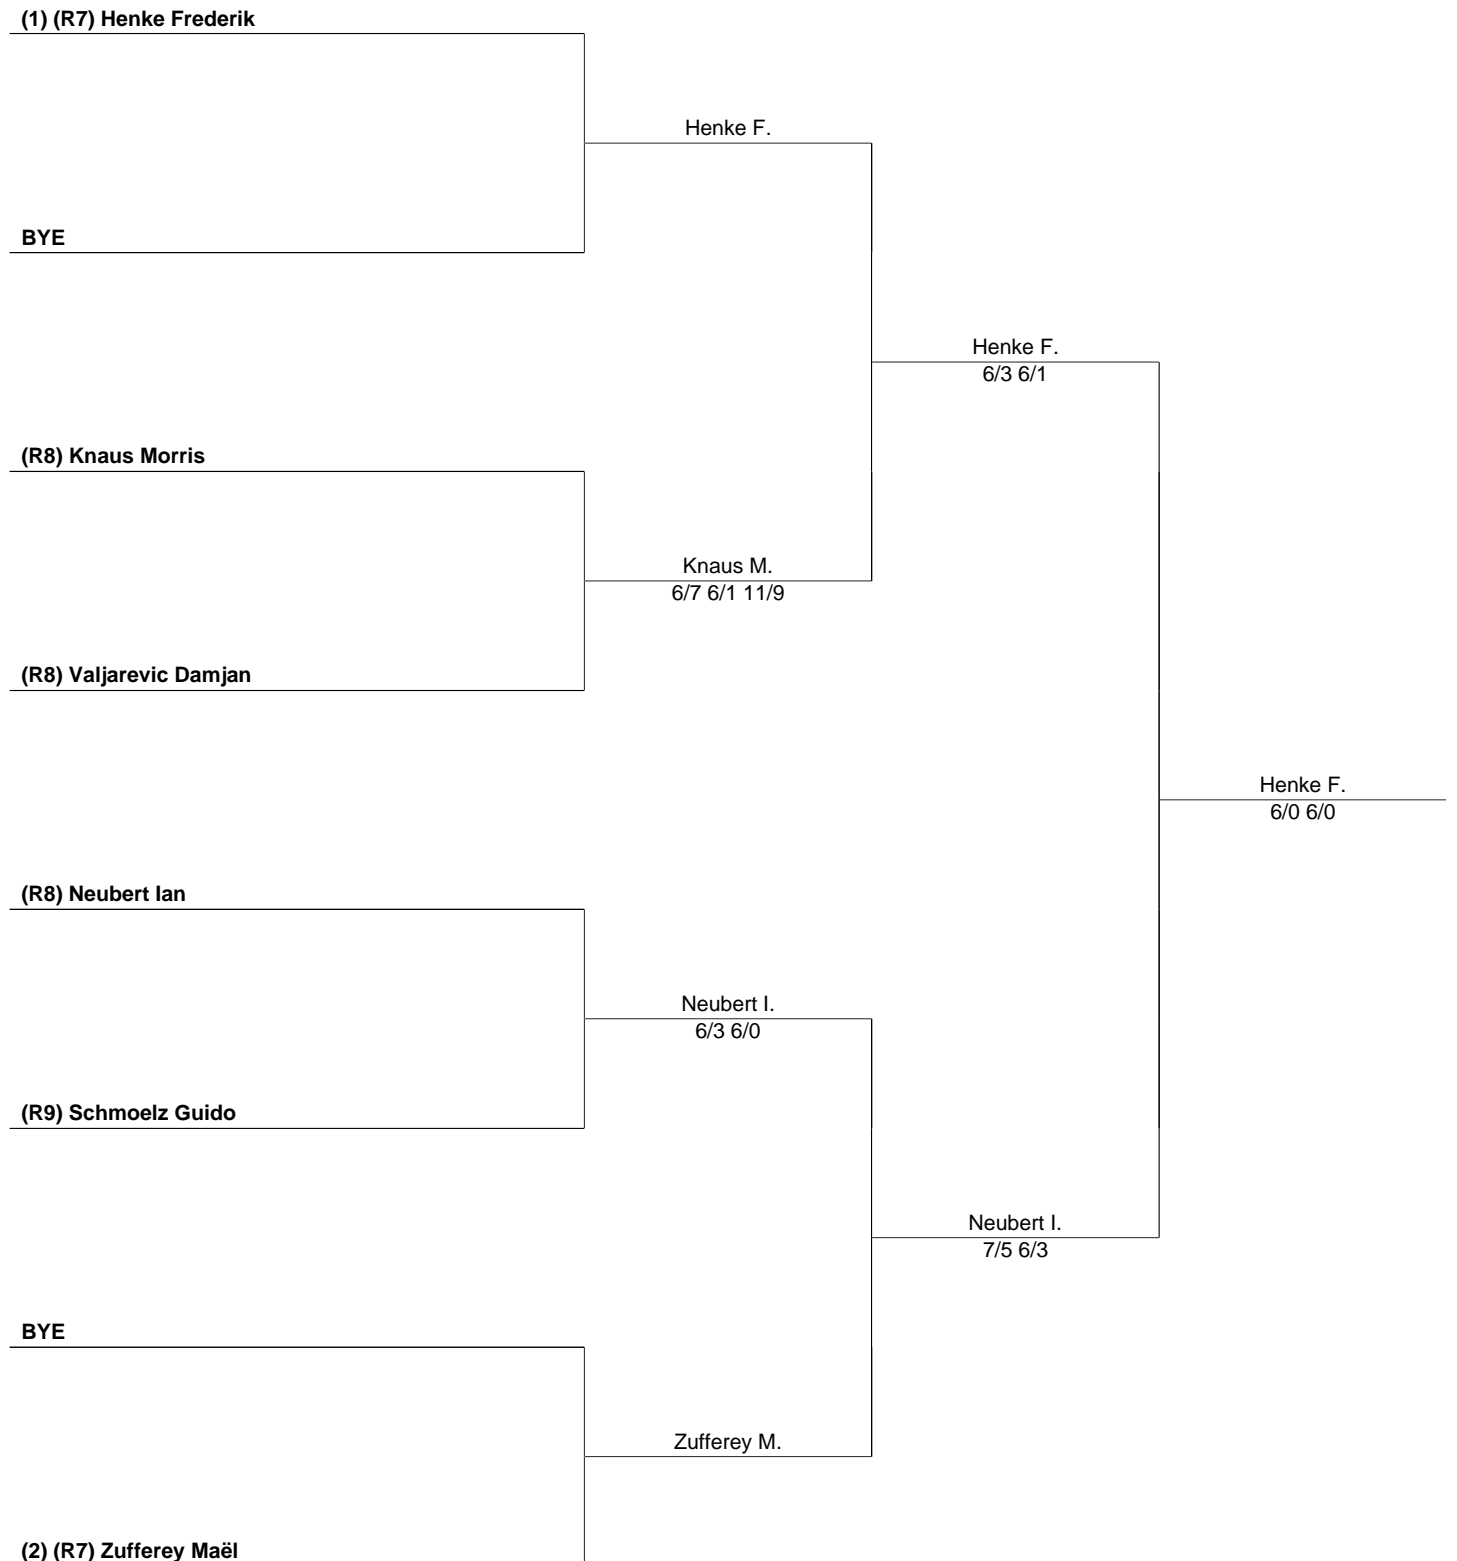 (1) (R7) Henke Frederik
Henke F.
BYE
Henke F.
6/3 6/1
(R8) Knaus Morris
Knaus M.
6/7 6/1 11/9
(R8) Valjarevic Damjan
Henke F.
6/0 6/0
(R8) Neubert Ian
Neubert I.
6/3 6/0
(R9) Schmoelz Guido
Neubert I.
7/5 6/3
BYE
Zufferey M.
(2) (R7) Zufferey Maël